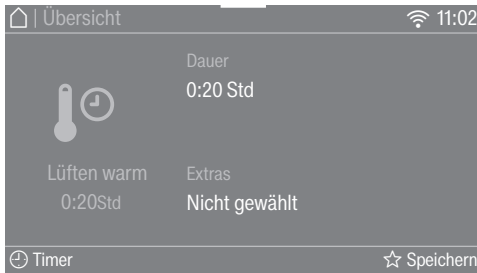 | Übersicht 11:02
Dauer
0:20 Std
Lüften warm
0:20Std
Extras
Nicht gewählt
Timer Speichern